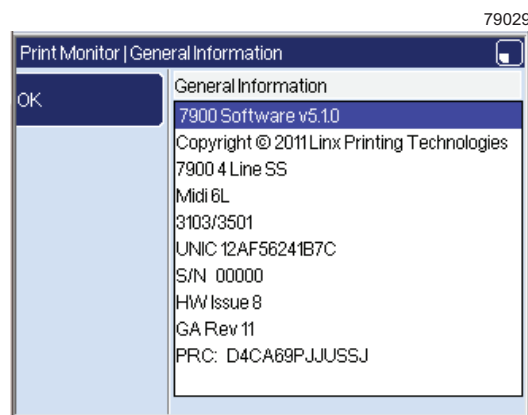 79029
Print Monitor | General Information
OK
General Information
7900 Software v5.1.0
Copyright © 2011 Linx Printing Technologies
7900 4 Line SS
Midi 6L
3103/3501
UNIC 12AF56241B7C
S/N 00000
HW Issue 8
GA Rev 11
PRC: D4CA69PJJUSSJ